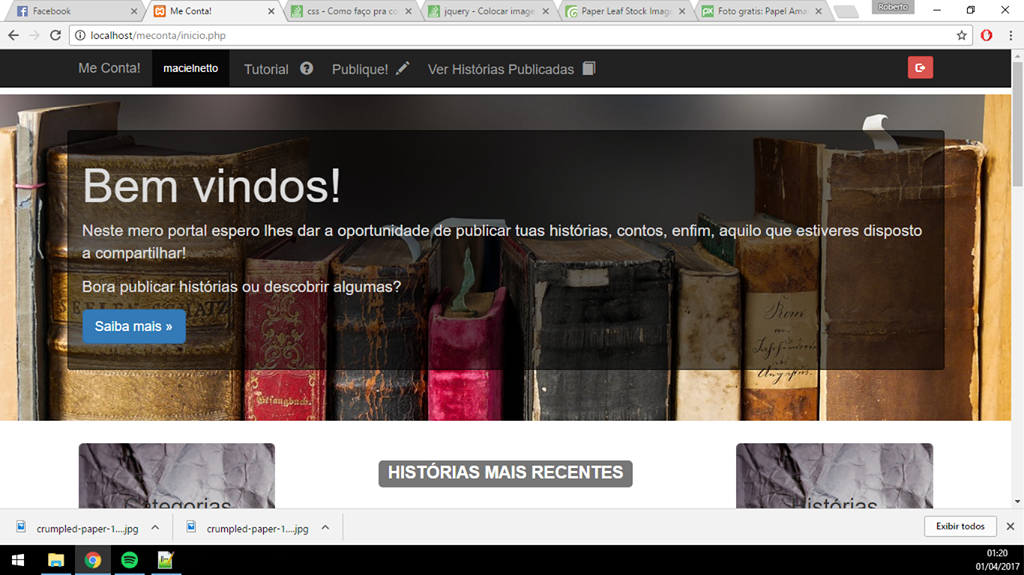 Facebook
Me Conta!
css - Como faço pra co
jquery - Colocar image
Paper Leaf Stock Image
Foto gratis: Papel Ama
Roberto
localhost/meconta/inicio.php
Me Conta!
macielnetto
Tutorial
Publique!
Ver Histórias Publicadas
Bem vindos!
Neste mero portal espero lhes dar a oportunidade de publicar tuas histórias, contos, enfim, aquilo que estiveres disposto
a compartilhar!
Bora publicar histórias ou descobrir algumas?
Saiba mais »
Gesangbuch.
HISTÓRIAS MAIS RECENTES
Categorias
Histórias
crumpled-paper-1....jpg
crumpled-paper-1....jpg
Exibir todos
01:20
01/04/2017